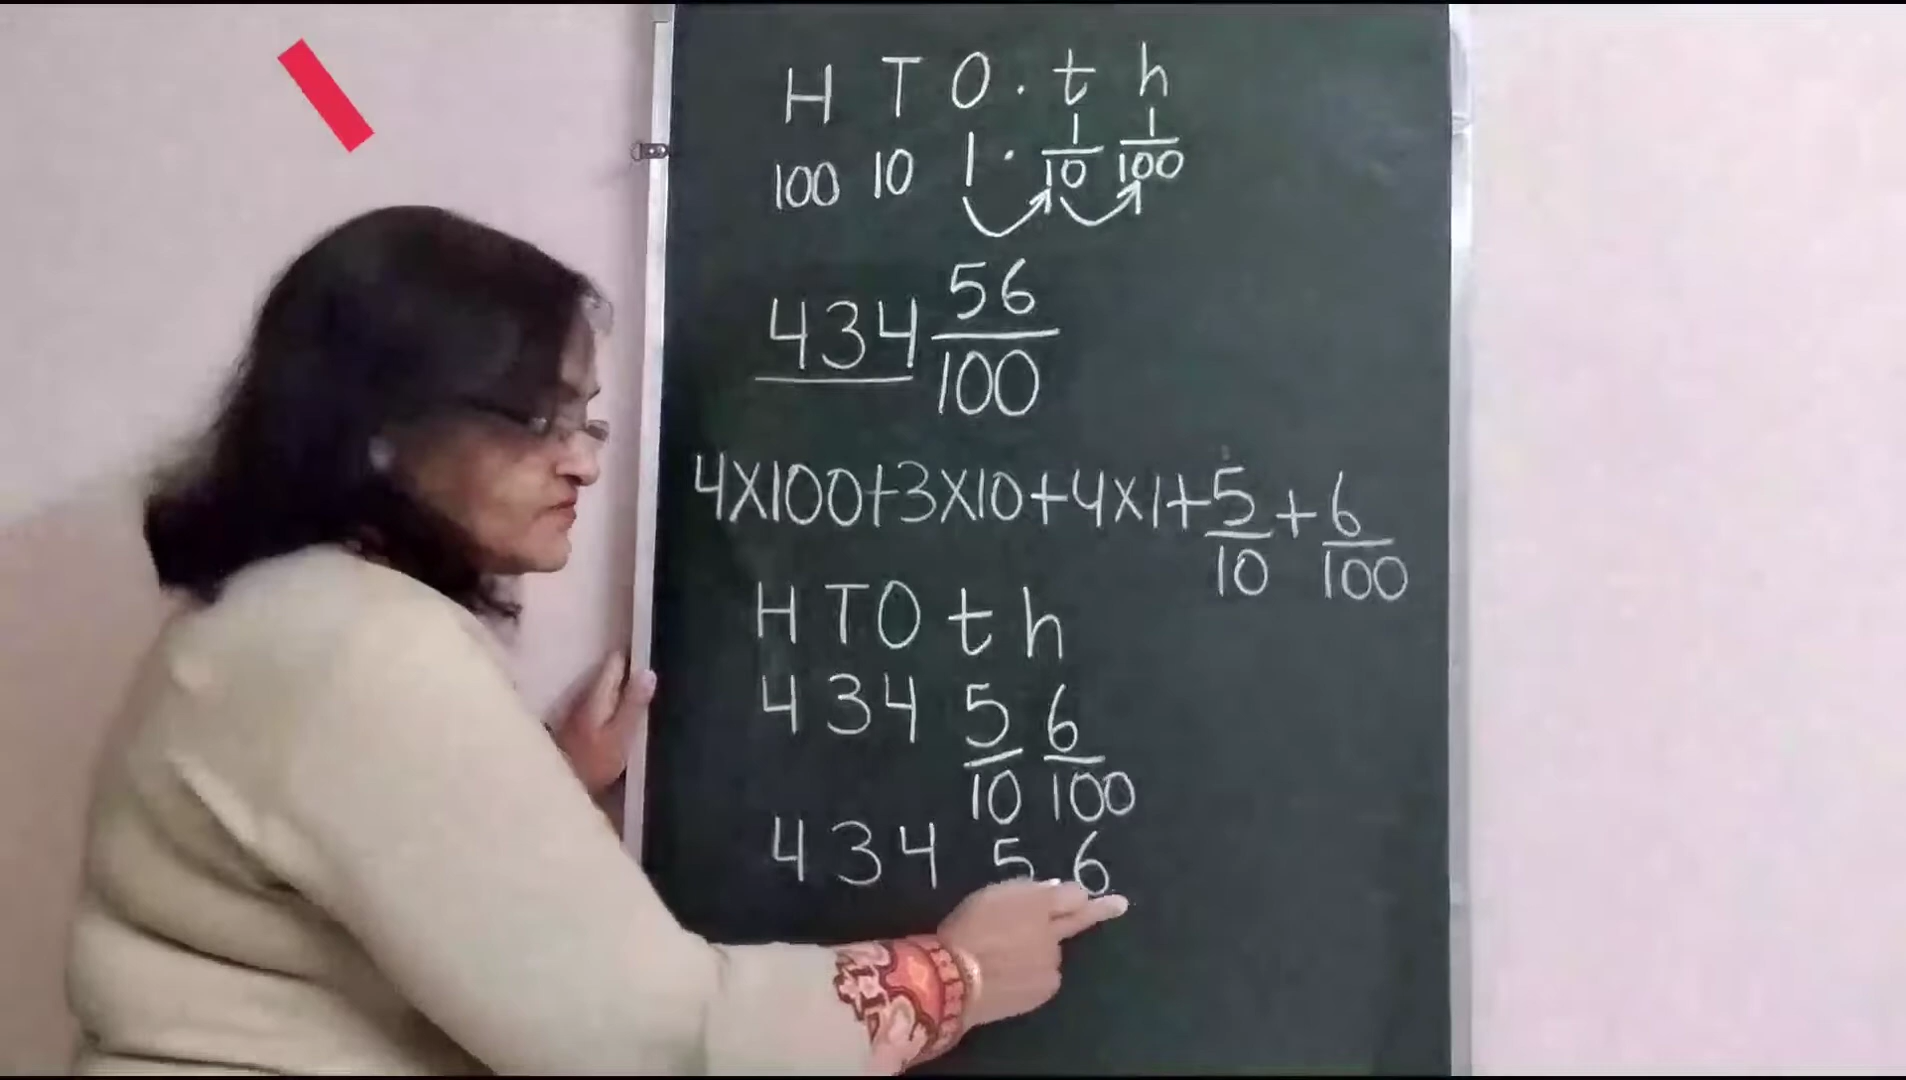 H T O . t h
100 10 1 . 1/10 1/100
434 56/100
4X100+3X10+4X1+5/10+6/100
H T O t h
4 3 4 5/10 6/100
4 3 4 5 6